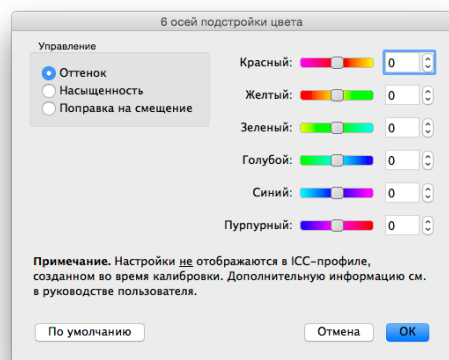 6 осей подстройки цвета
Управление
Оттенок
Насыщенность
Поправка на смещение
Красный: 0
Желтый: 0
Зеленый: 0
Голубой: 0
Синий: 0
Пурпурный: 0
Примечание. Настройки не отображаются в ICC-профиле,
созданном во время калибровки. Дополнительную информацию см.
в руководстве пользователя.
По умолчанию Отмена OK